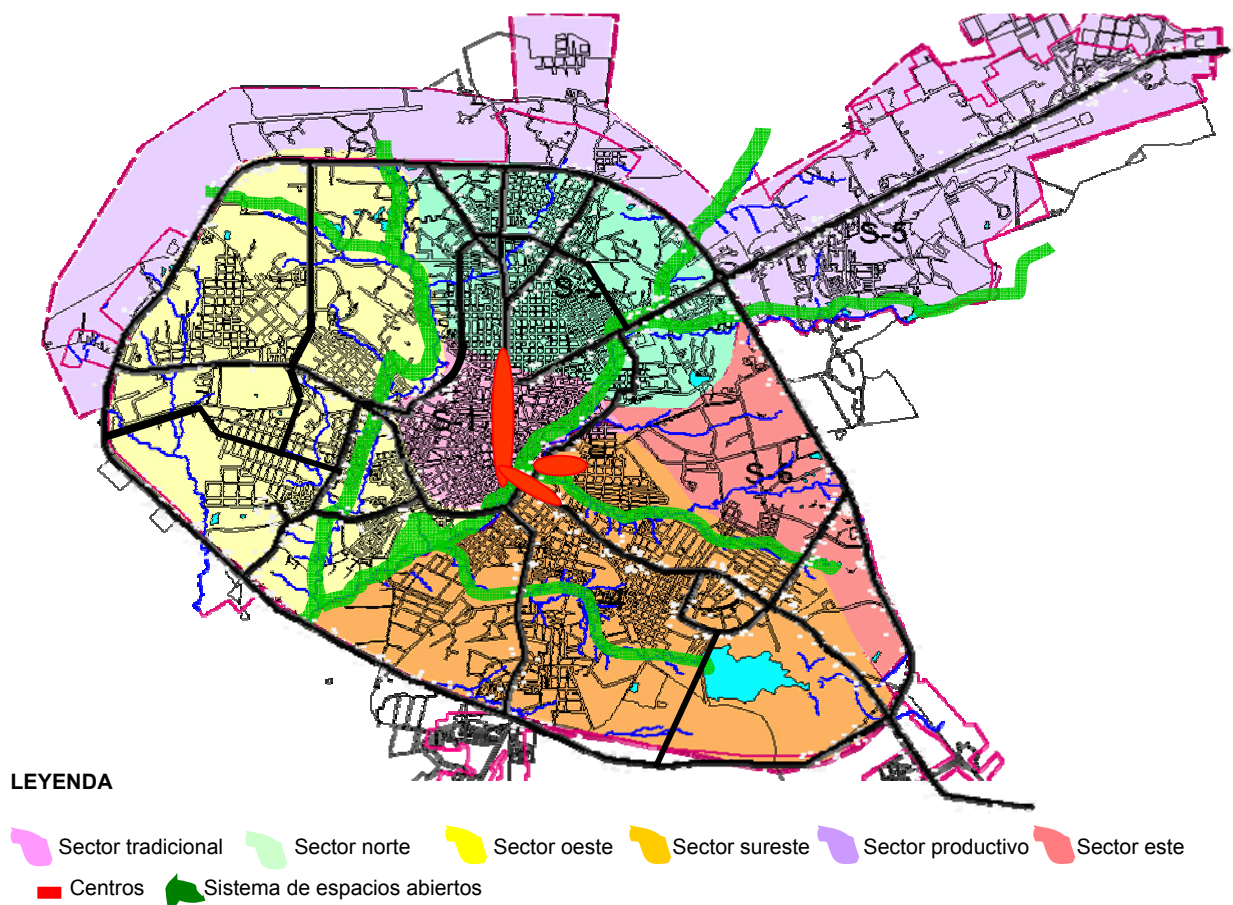 S-5
S-1
S-6
LEYENDA
Sector tradicional Sector norte Sector oeste Sector sureste Sector productivo Sector este
Centros Sistema de espacios abiertos